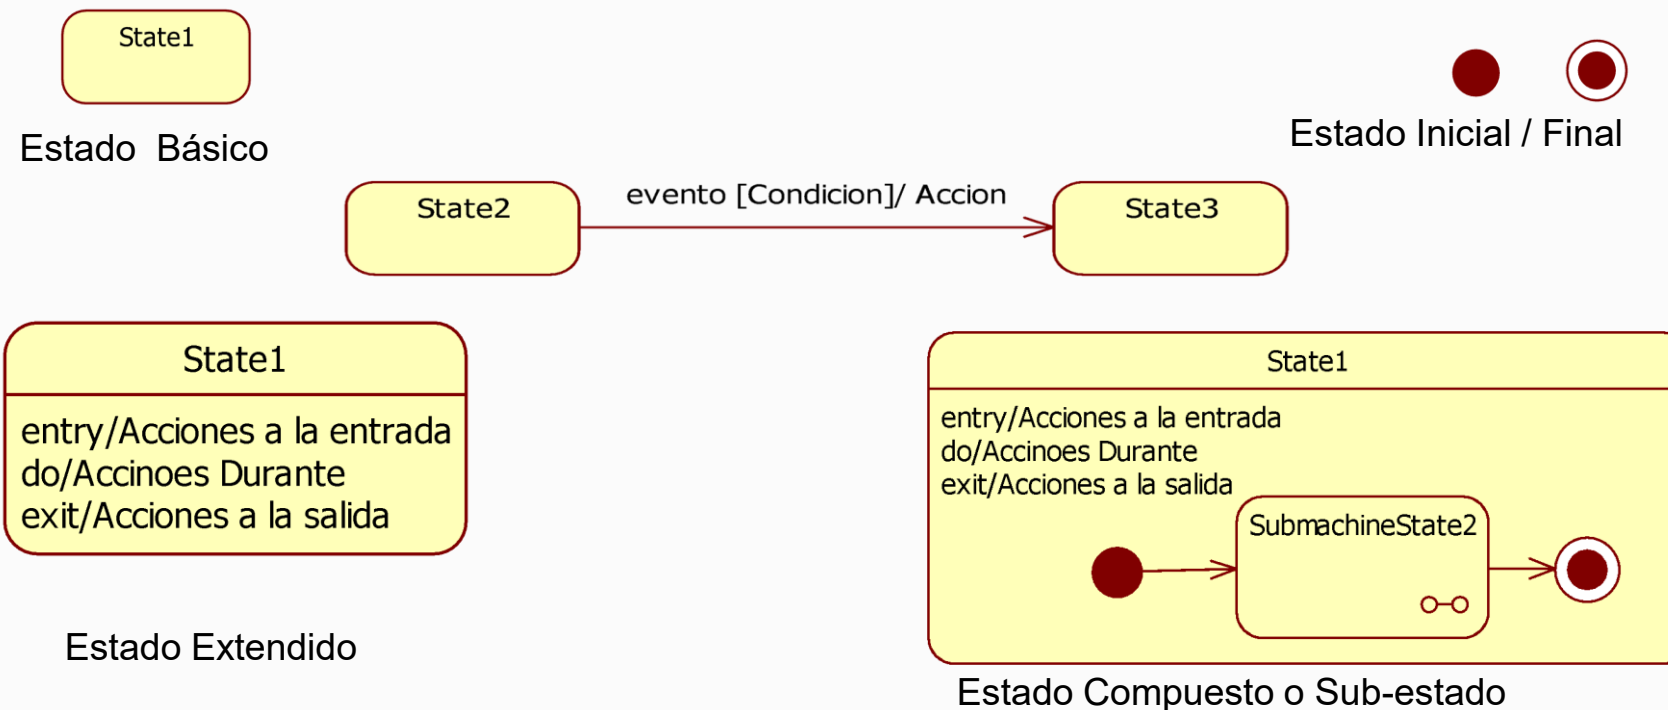 State1
Estado Básico
Estado Inicial / Final
State2
evento [Condicion]/ Accion
State3
State1
entry/Acciones a la entrada
do/Accinoes Durante
exit/Acciones a la salida
Estado Extendido
State1
entry/Acciones a la entrada
do/Accinoes Durante
exit/Acciones a la salida
SubmachineState2
Estado Compuesto o Sub-estado